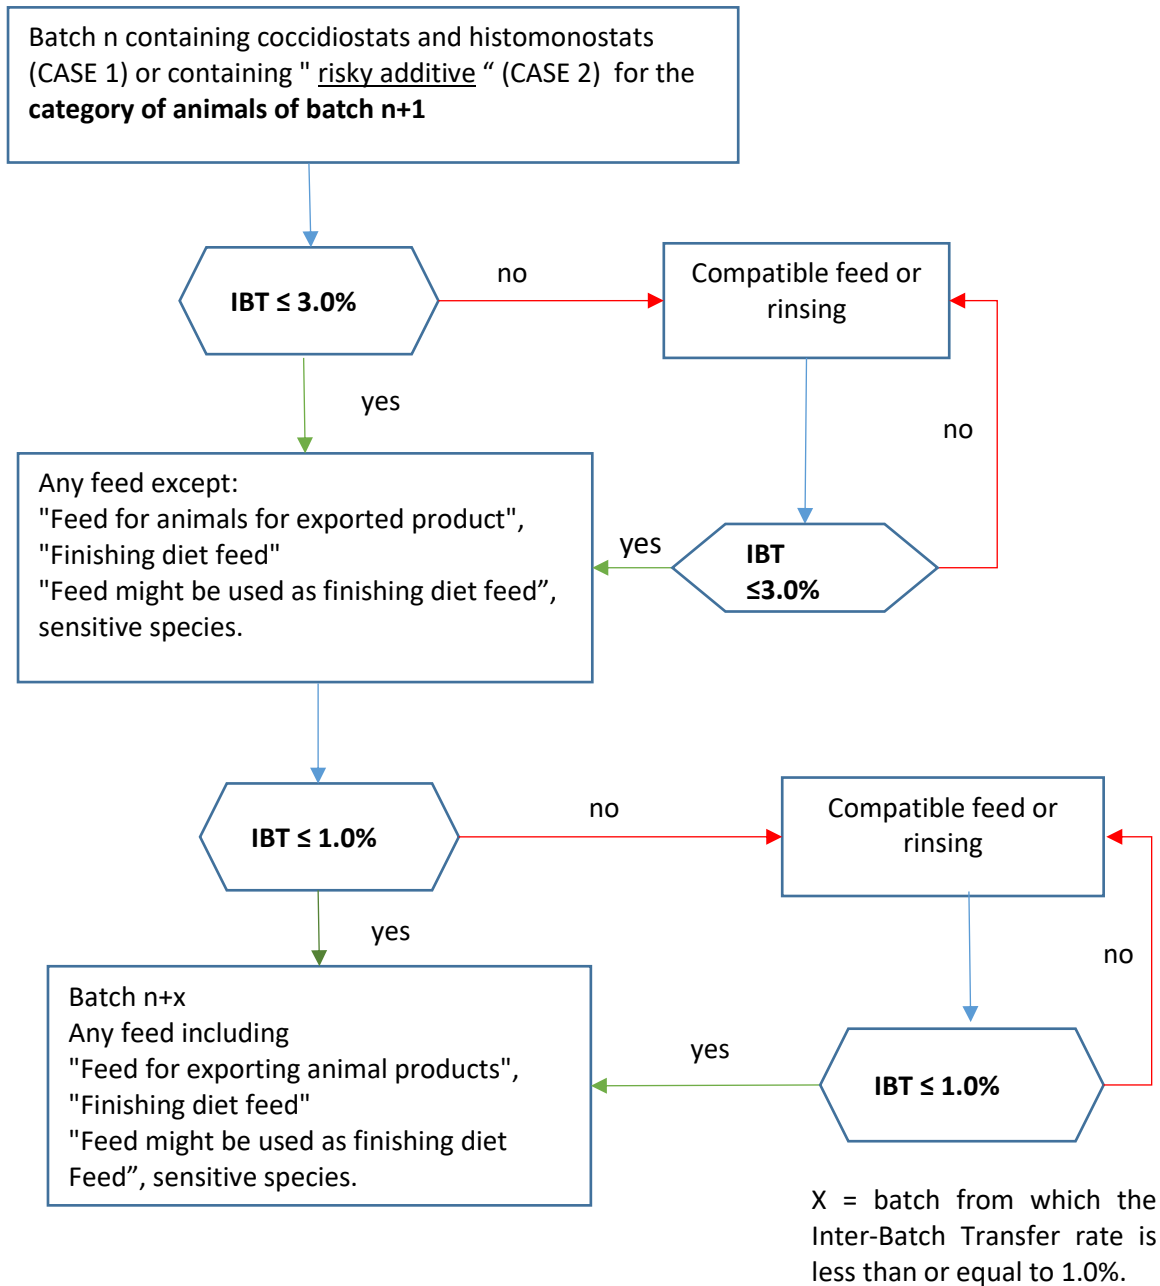 Batch n containing coccidiostats and histomonostats
(CASE 1) or containing " risky additive “ (CASE 2) for the
category of animals of batch n+1
IBT ≤ 3.0%
no
Compatible feed or
rinsing
yes
no
Any feed except:
"Feed for animals for exported product",
"Finishing diet feed"
"Feed might be used as finishing diet feed”,
sensitive species.
yes
IBT
≤3.0%
IBT ≤ 1.0%
no
Compatible feed or
rinsing
yes
no
Batch n+x
Any feed including
"Feed for exporting animal products",
"Finishing diet feed"
"Feed might be used as finishing diet
Feed”, sensitive species.
yes
IBT ≤ 1.0%
X = batch from which the
Inter-Batch Transfer rate is
less than or equal to 1.0%.